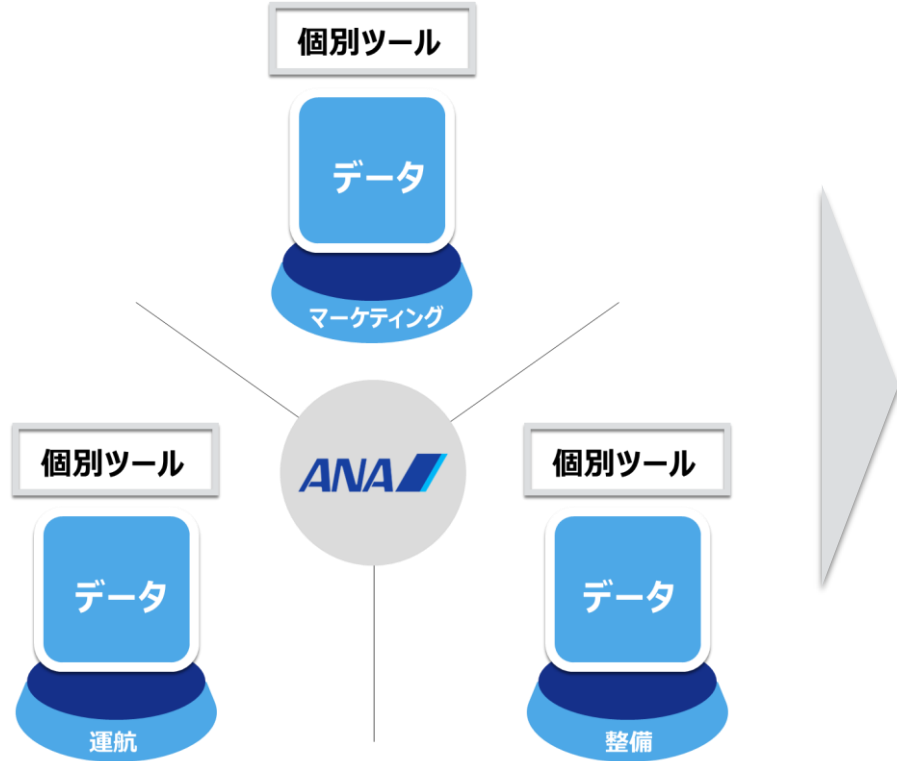 個別ツール
データ
マーケティング
ANA
個別ツール
データ
運航
個別ツール
データ
整備